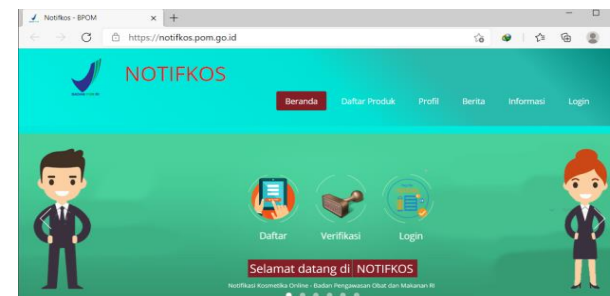 Notifkos - BPOM
https://notifkos.pom.go.id
NOTIFKOS
Beranda Daftar Produk Profil Berita Informasi Login
Daftar Verifikasi Login
Selamat datang di NOTIFKOS
Notifikasi Kosmetika Online - Badan Pengawasan Obat dan Makanan RI